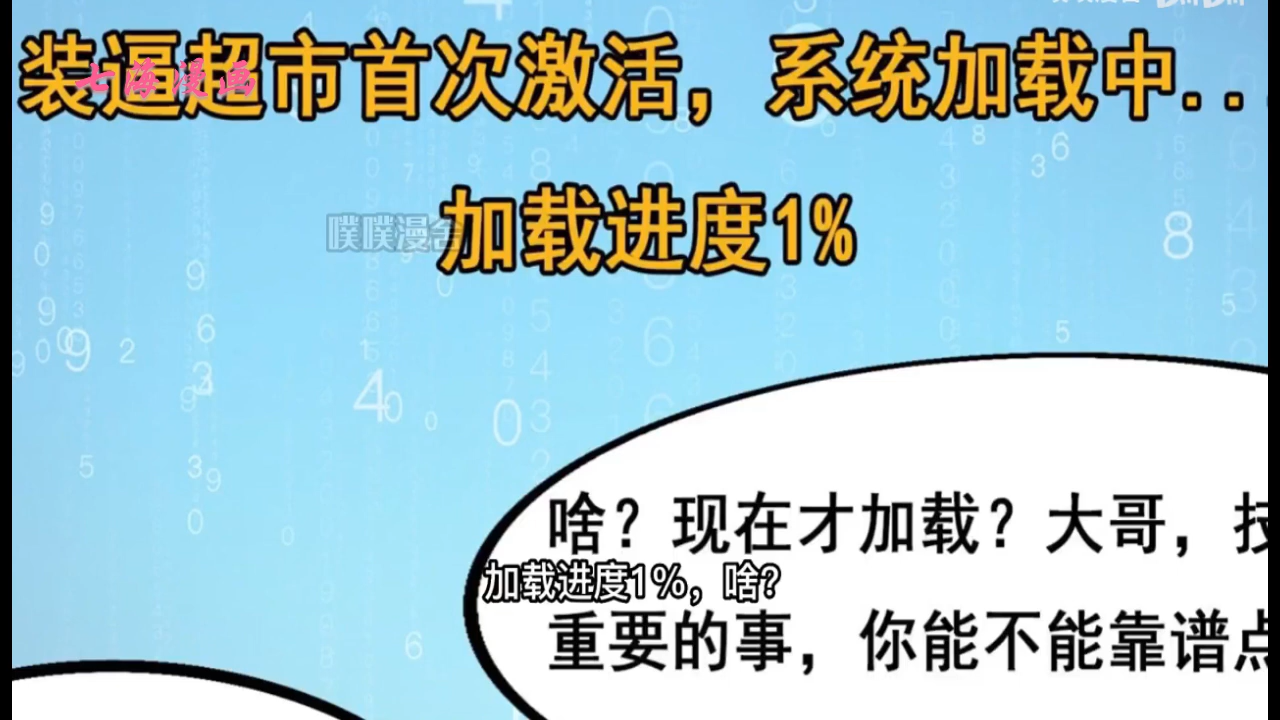 装逼超市首次激活，系统加载中...
七海漫画
噗噗漫舍
加载进度1%
啥？现在才加载？大哥，
加载进度1%，啥？
重要的事，你能不能靠谱点